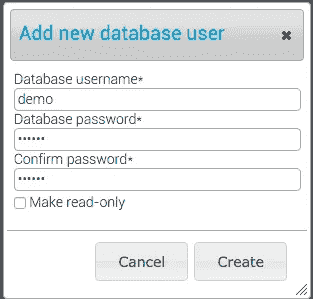 Add new database user
Database username*
demo
Database password*
••••••
Confirm password*
••••••
Make read-only
Cancel
Create